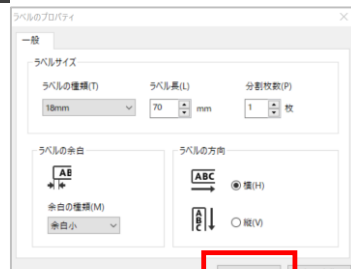 ラベルのプロパティ
一般
ラベルサイズ
ラベルの種類(T) ラベル長(L) 分割枚数(P)
18mm 70 mm 1 枚
ラベルの余白 ラベルの方向
AB
ABC
横(H)
余白の種類(M)
余白小
ABC
縦(V)